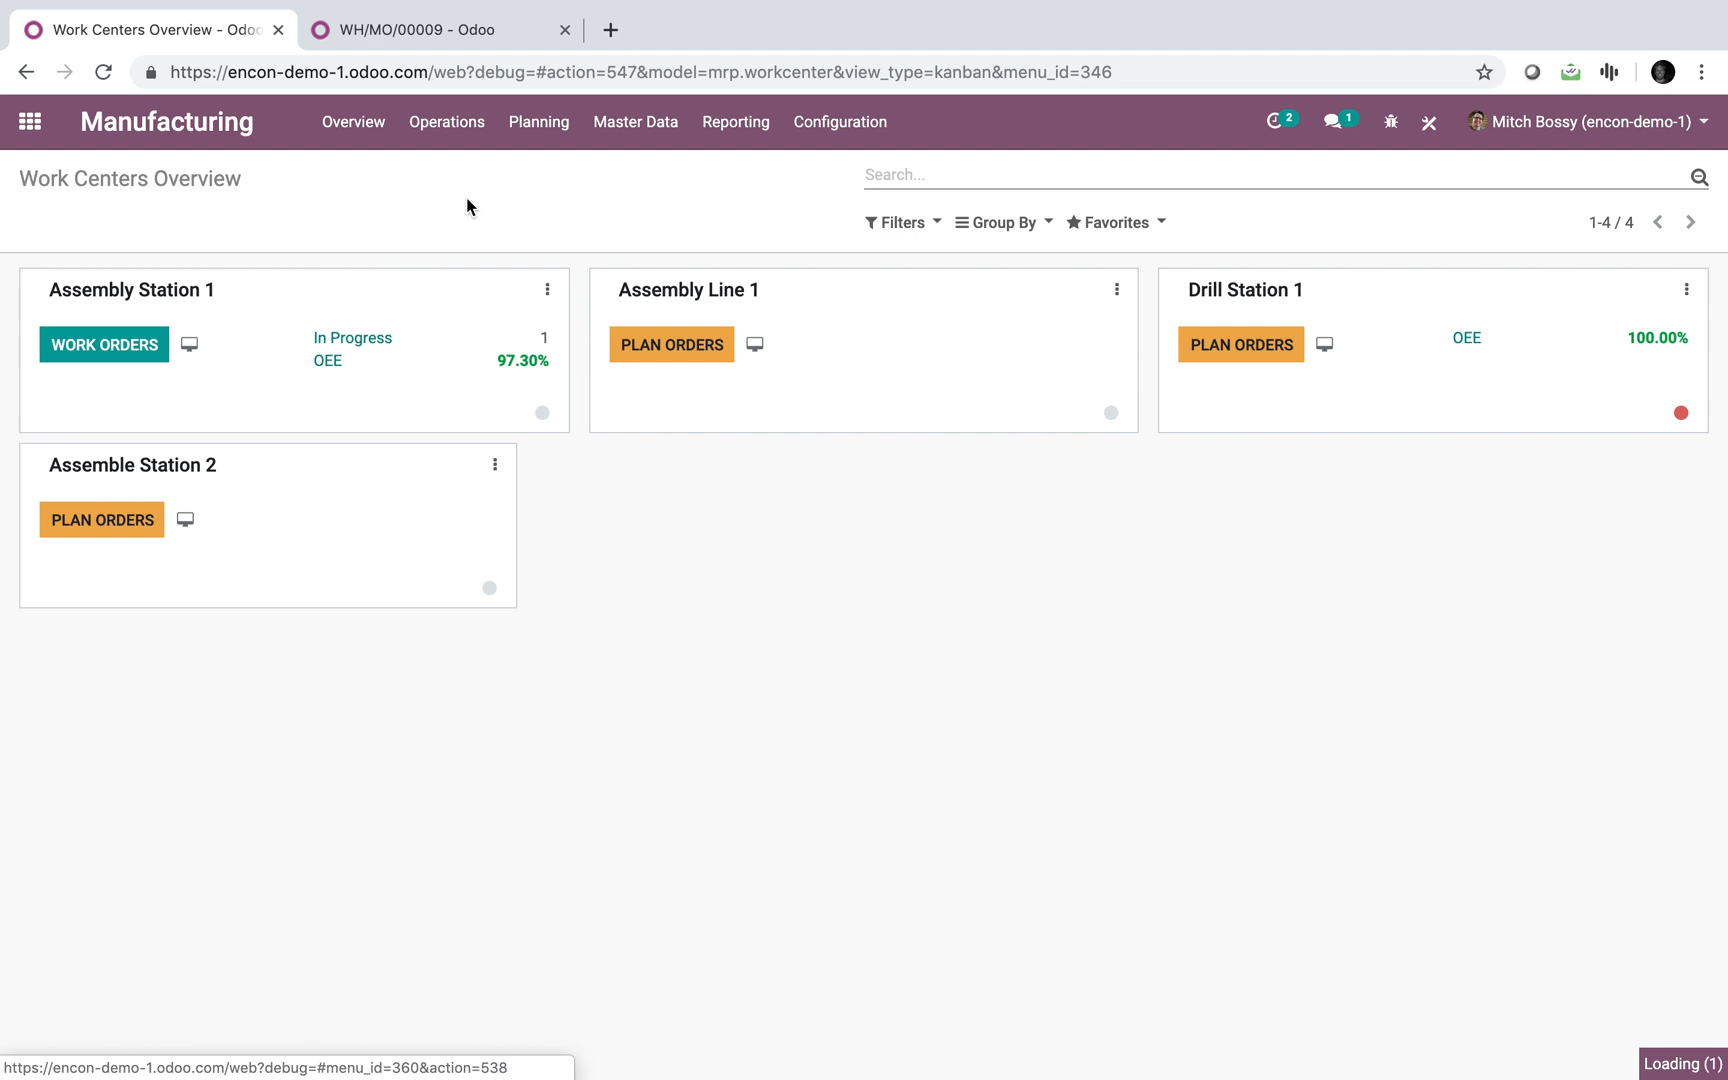 Work Centers Overview - Odoo
WH/MO/00009 - Odoo
https://encon-demo-1.odoo.com/web?debug=#action=547&model=mrp.workcenter&view_type=kanban&menu_id=346
Manufacturing
Overview
Operations
Planning
Master Data
Reporting
Configuration
2
1
Mitch Bossy (encon-demo-1)
Work Centers Overview
Search...
Filters
Group By
Favorites
1-4 / 4
Assembly Station 1
WORK ORDERS
In Progress 1
OEE 97.30%
Assembly Line 1
PLAN ORDERS
Drill Station 1
PLAN ORDERS
OEE 100.00%
Assemble Station 2
PLAN ORDERS
https://encon-demo-1.odoo.com/web?debug=#menu_id=360&action=538
Loading (1)